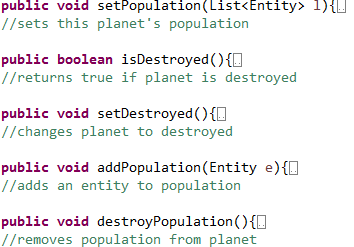 public void setPopulation(List<Entity> l){
//sets this planet's population
public boolean isDestroyed(){
//returns true if planet is destroyed
public void setDestroyed(){
//changes planet to destroyed
public void addPopulation(Entity e){
//adds an entity to population
public void destroyPopulation(){
//removes population from planet